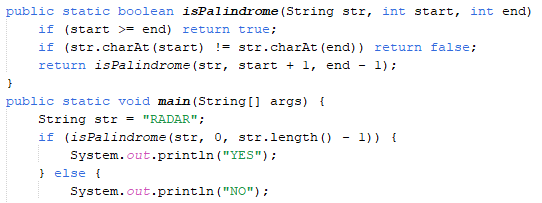 public static boolean isPalindrome(String str, int start, int end)
if (start >= end) return true;
if (str.charAt(start) != str.charAt(end)) return false;
return isPalindrome(str, start + 1, end - 1);
}
public static void main(String[] args) {
String str = "RADAR";
if (isPalindrome(str, 0, str.length() - 1)) {
System.out.println("YES");
} else {
System.out.println("NO");